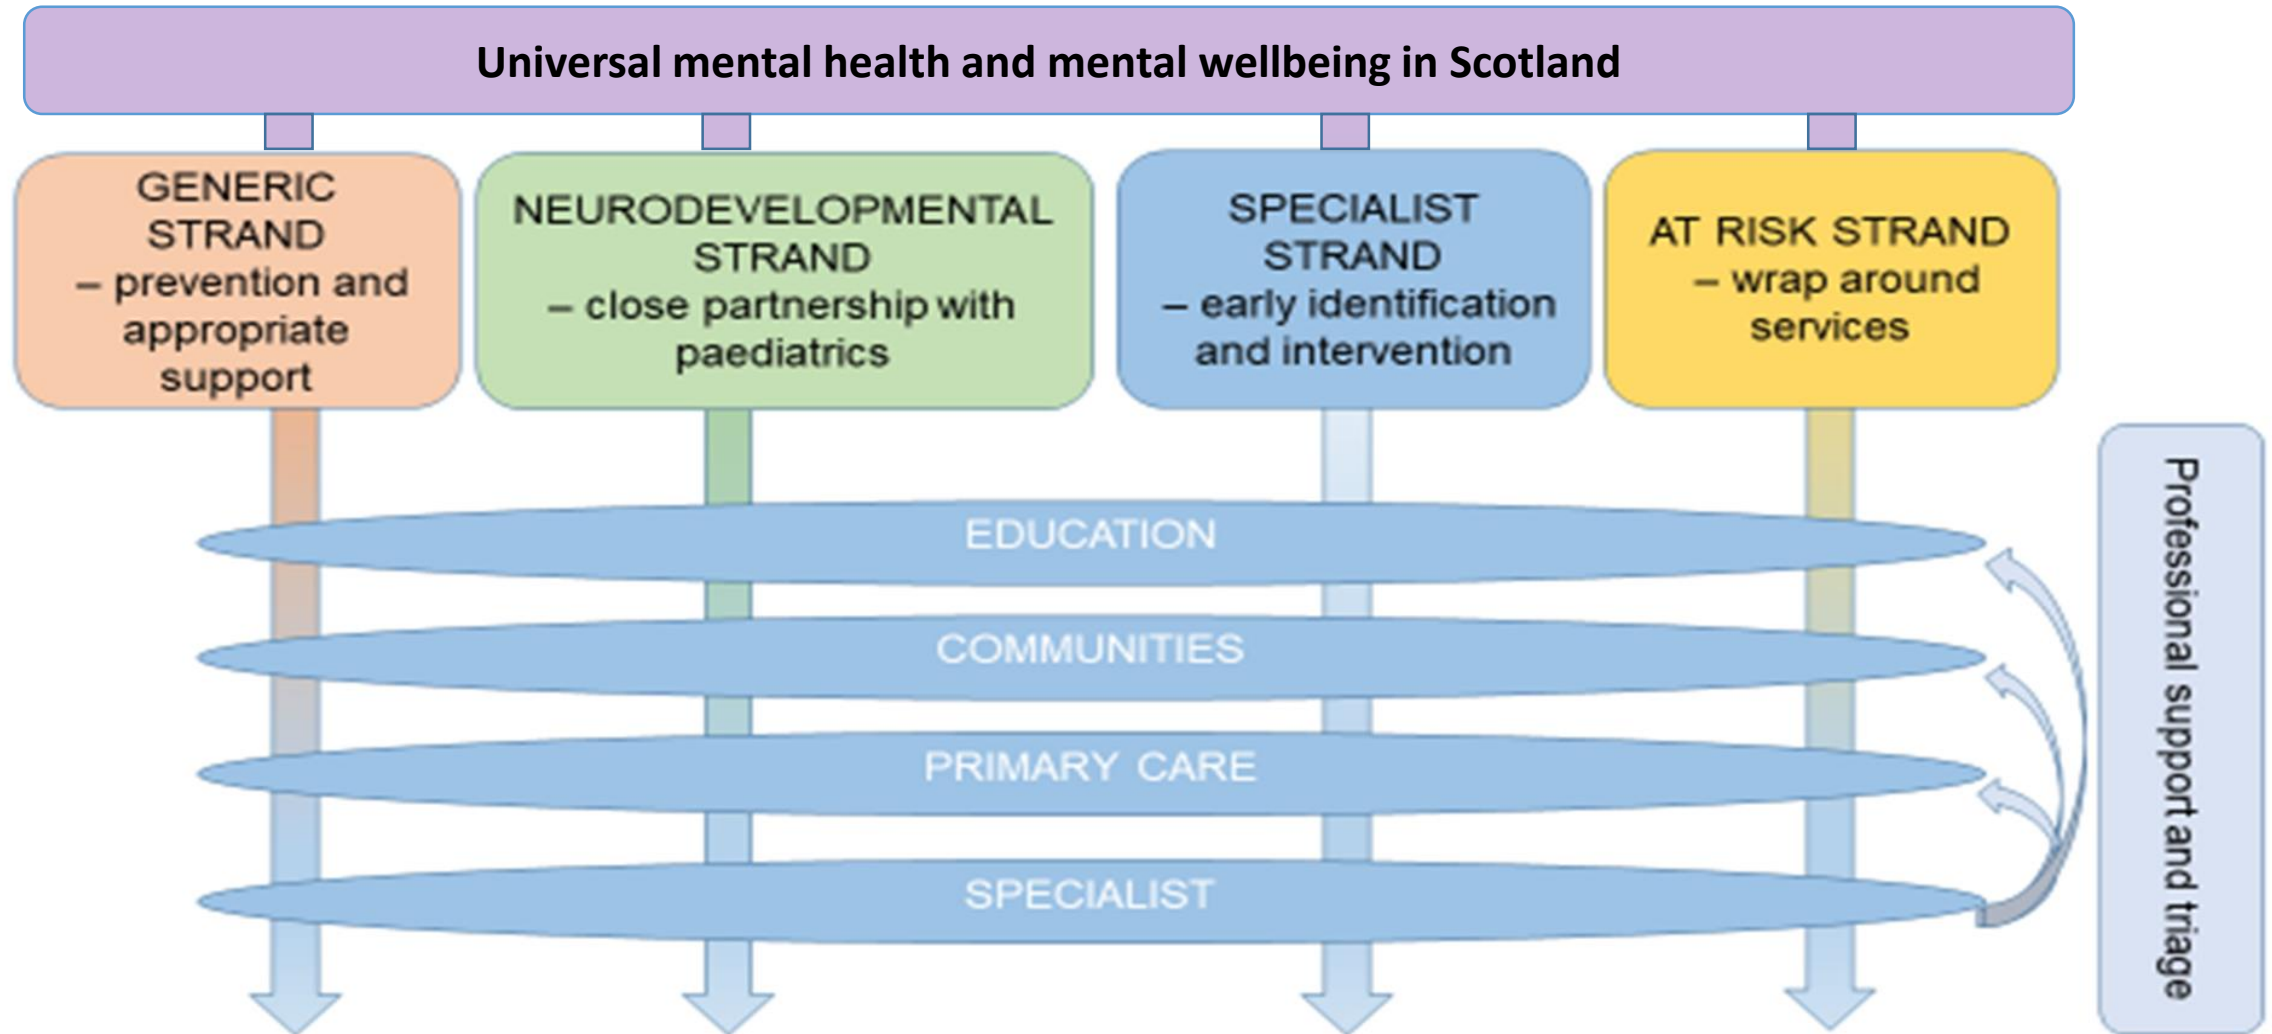 Universal mental health and mental wellbeing in Scotland
GENERIC
STRAND
– prevention and
appropriate
support
NEURODEVELOPMENTAL
STRAND
– close partnership with
paediatrics
SPECIALIST
STRAND
– early identification
and intervention
AT RISK STRAND
– wrap around
services
EDUCATION
COMMUNITIES
PRIMARY CARE
SPECIALIST
Professional support and triage